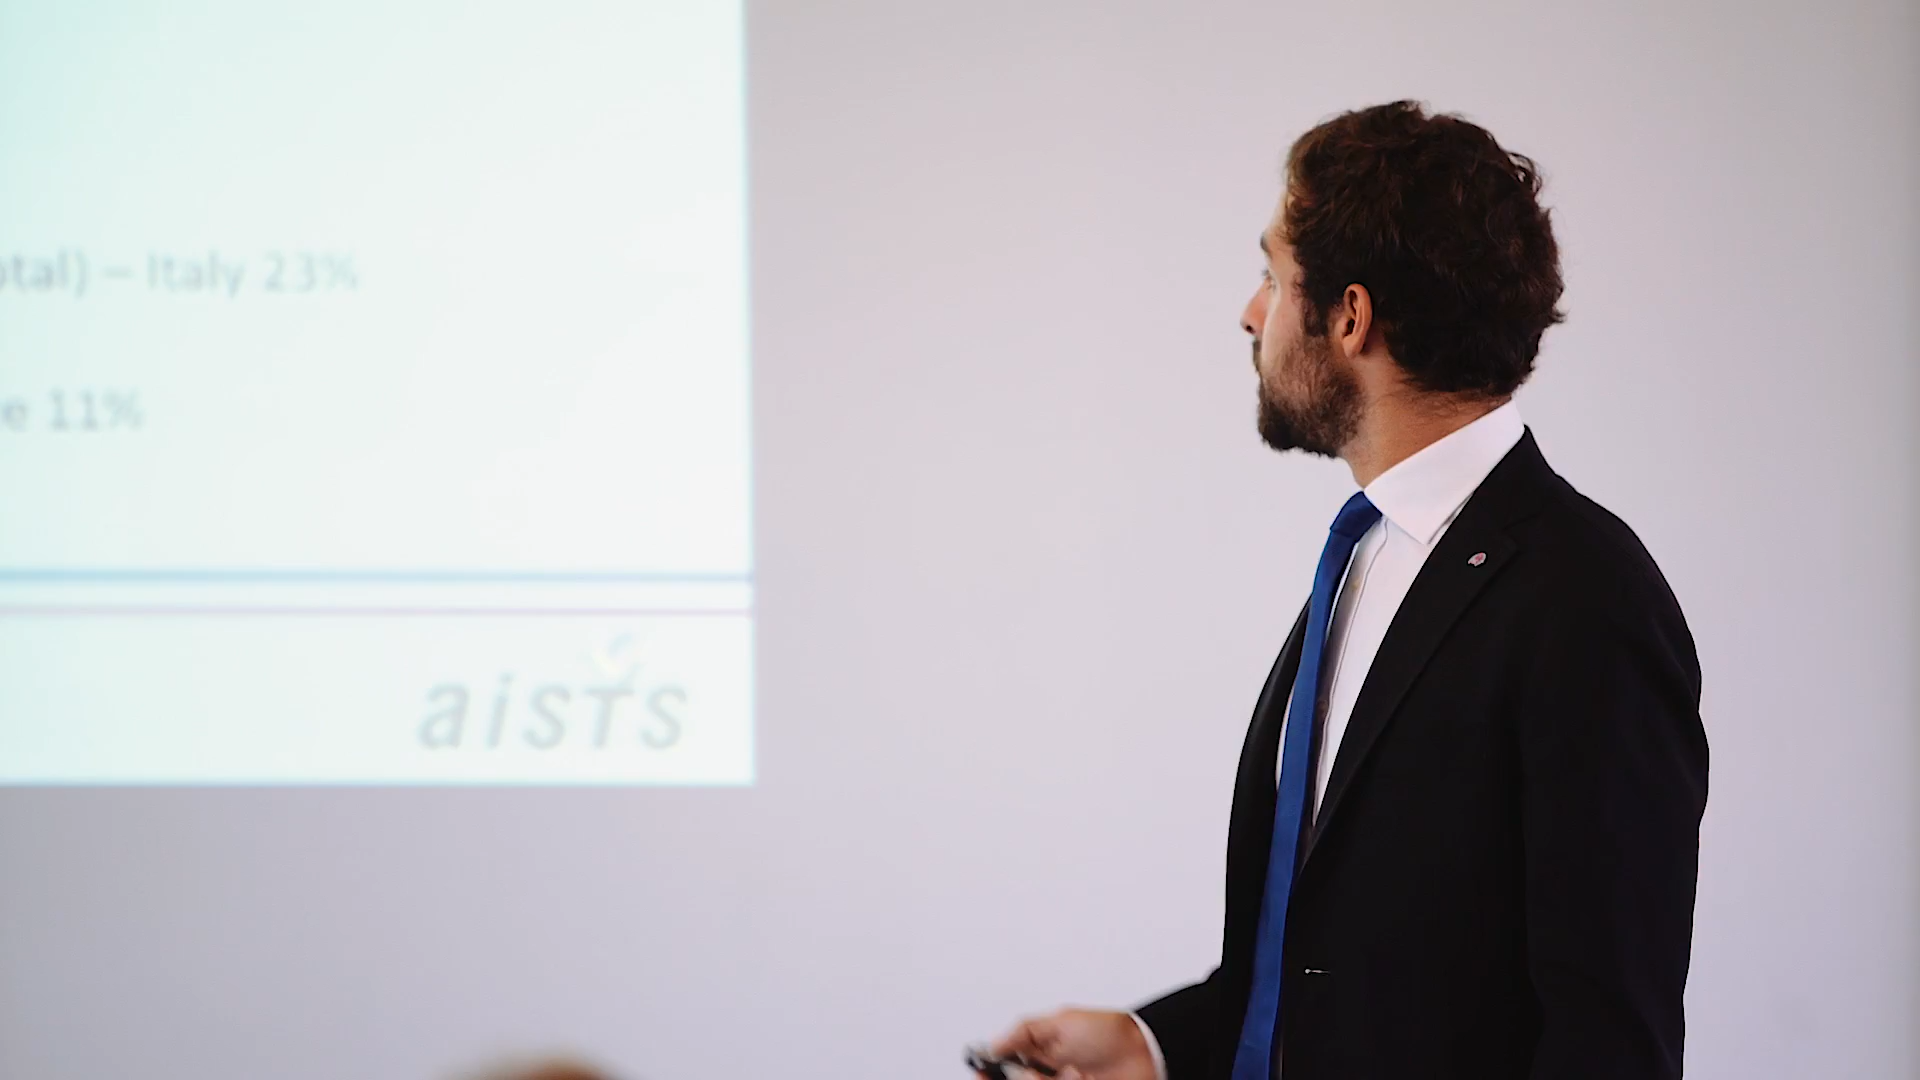 otal) – Italy 23%
e 11%
aisTs